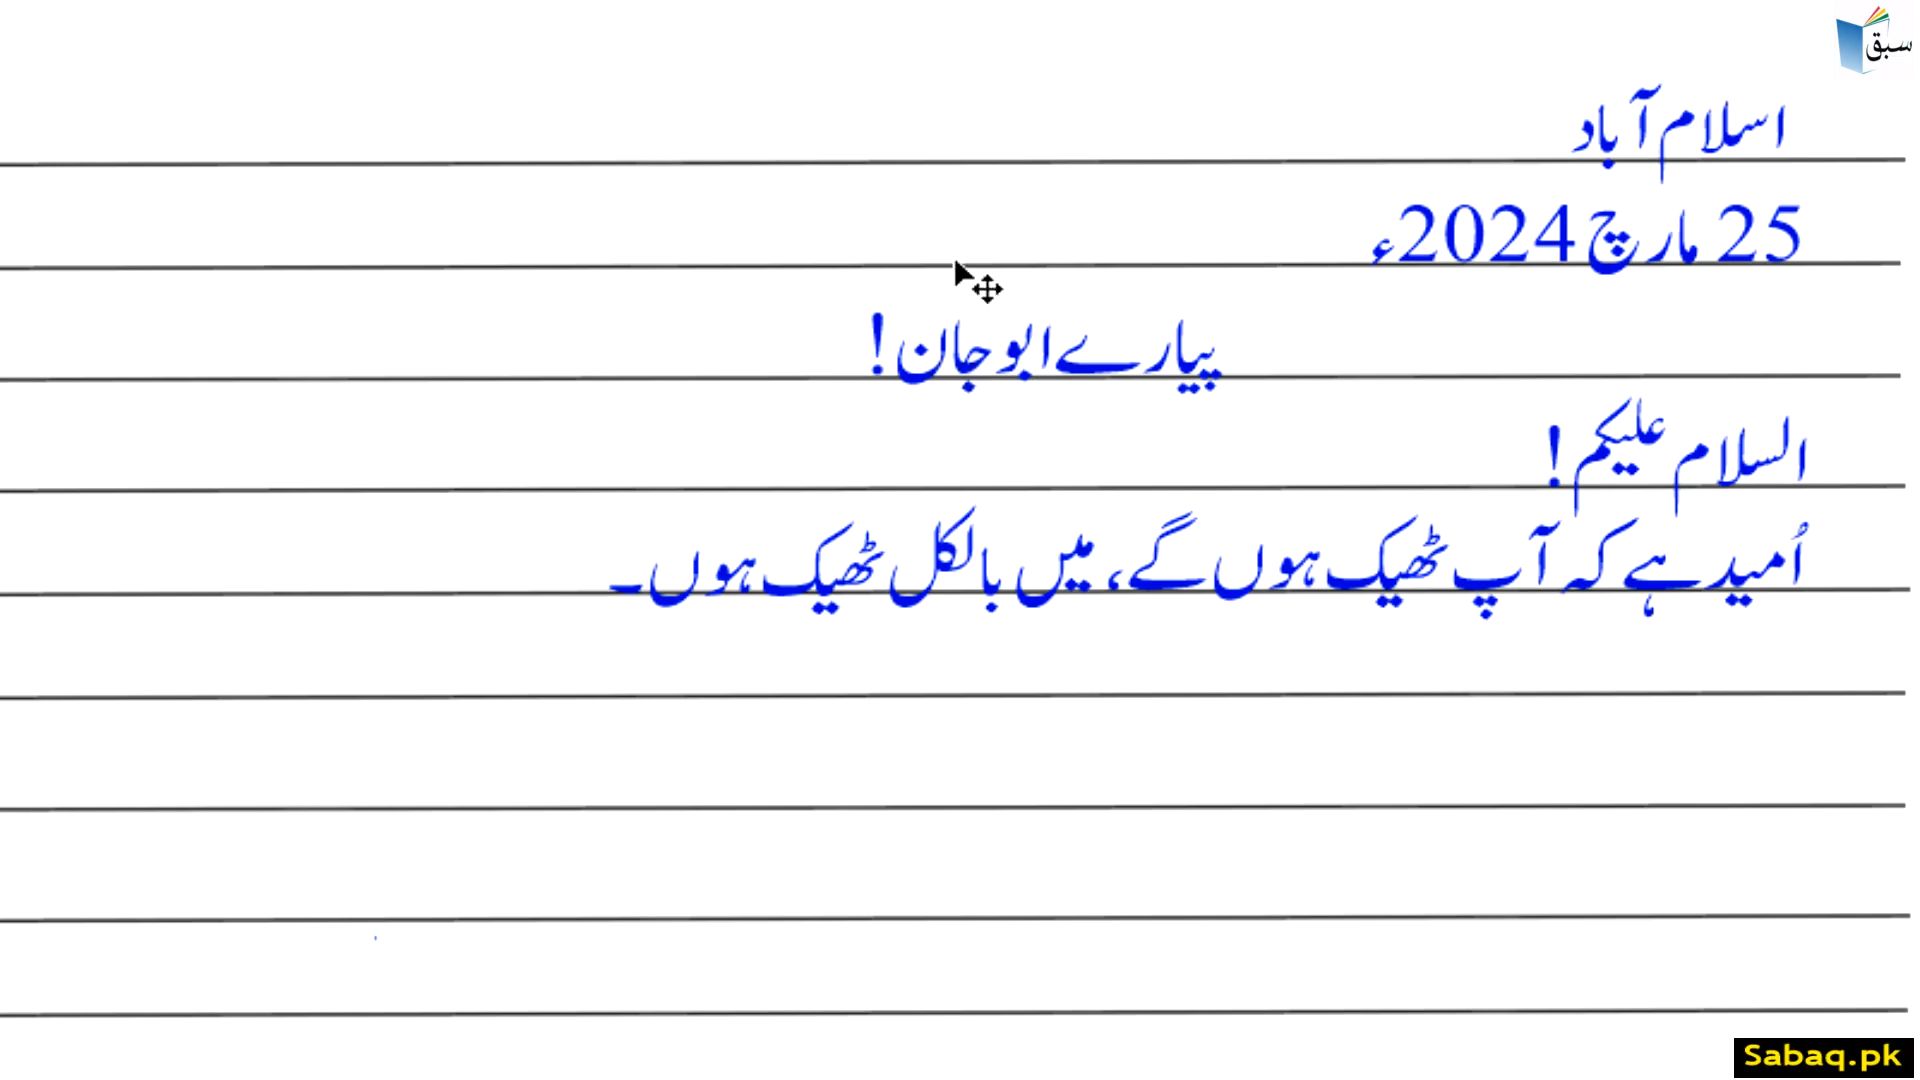 سبق
اسلام آباد
25 مارچ 2024ء
پیارے ابو جان!
السلام علیکم!
اُمید ہے کہ آپ ٹھیک ہوں گے، میں بالکل ٹھیک ہوں۔
Sabaq.pk